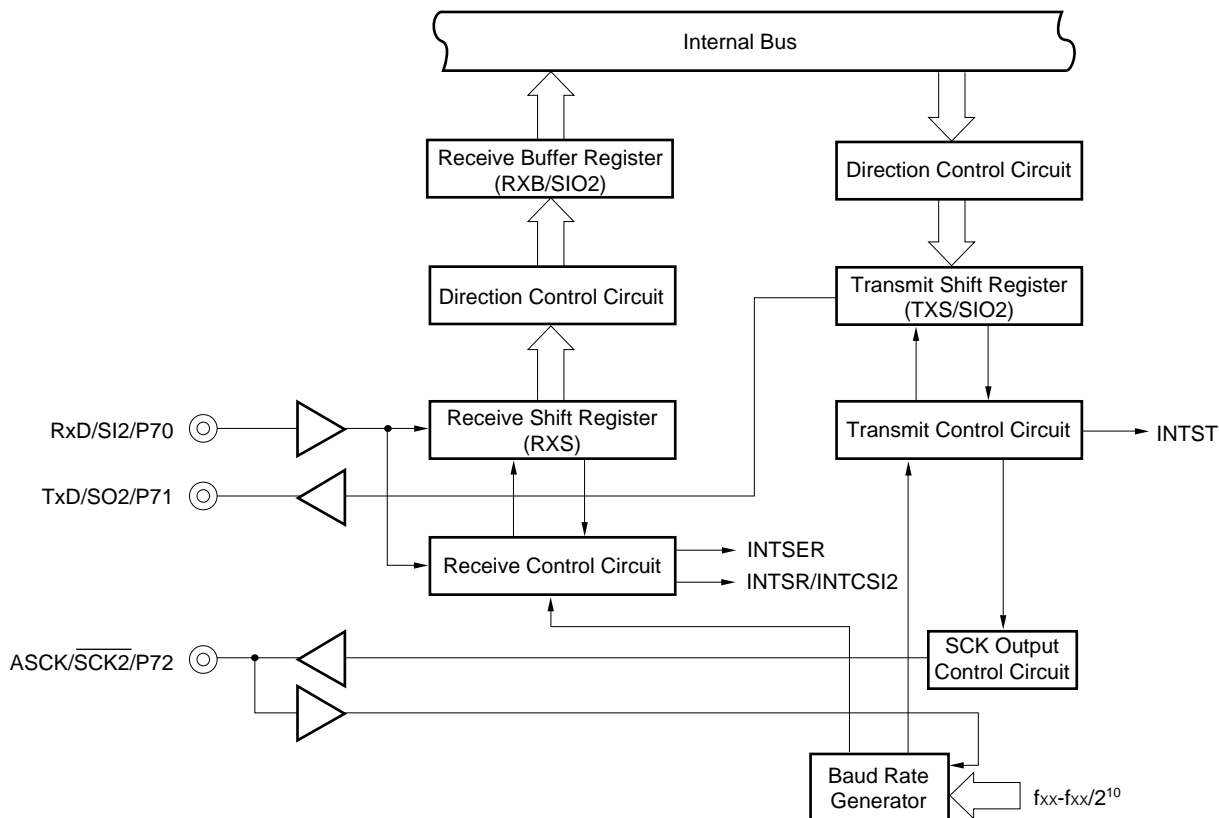 Internal Bus
Receive Buffer Register
(RXB/SIO2)
Direction Control Circuit
Direction Control Circuit
Transmit Shift Register
(TXS/SIO2)
RxD/SI2/P70
Receive Shift Register
(RXS)
Transmit Control Circuit
INTST
TxD/SO2/P71
Receive Control Circuit
INTSER
INTSR/INTCSI2
ASCK/S̅C̅K̅2̅/P72
SCK Output
Control Circuit
Baud Rate
Generator
fxx-fxx/2¹⁰